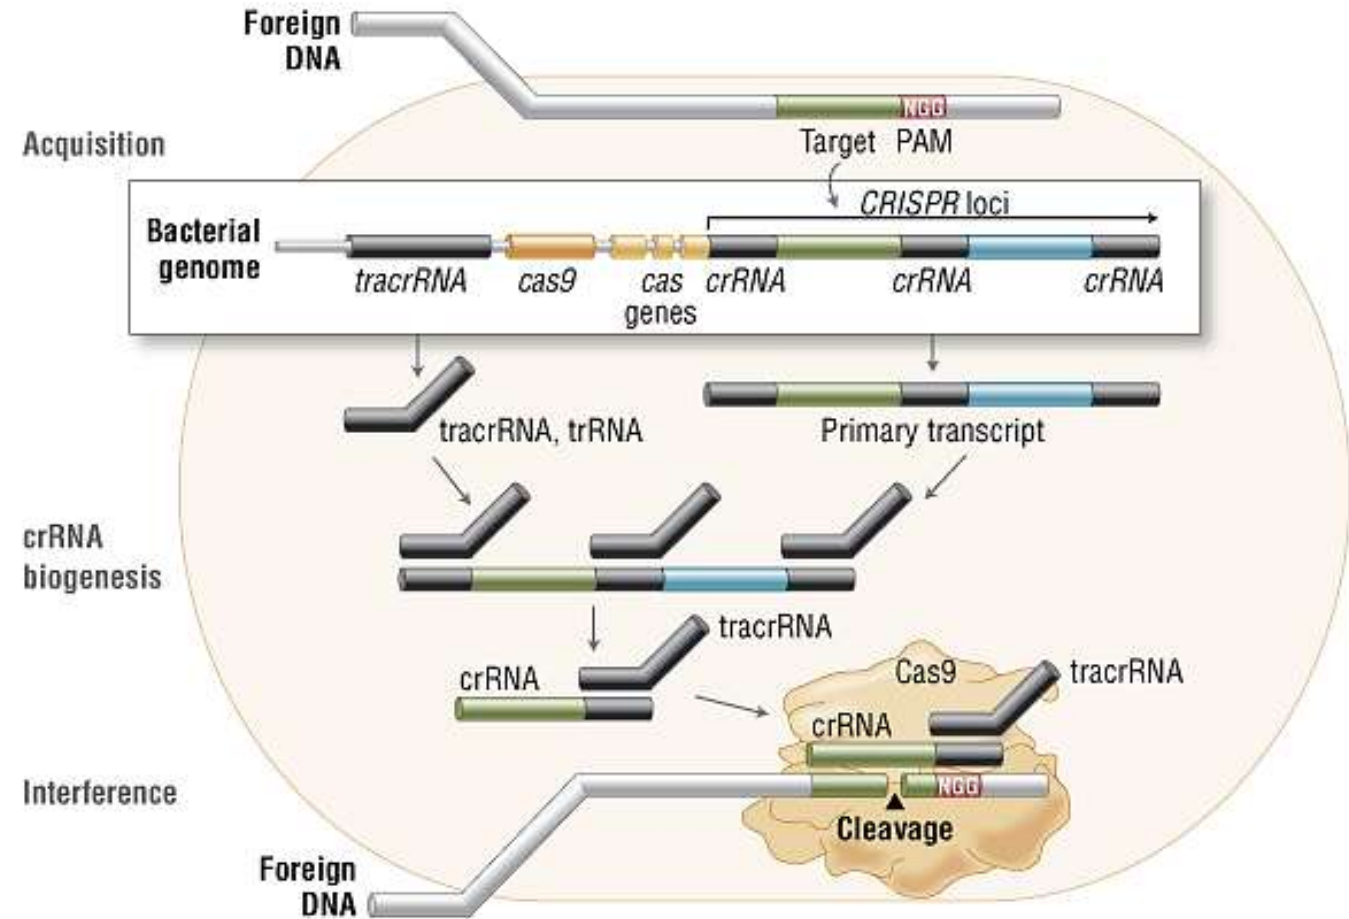 Foreign
DNA
NGG
Target PAM
Acquisition
CRISPR loci
Bacterial
genome
tracrRNA cas9 cas crRNA crRNA crRNA
genes
tracrRNA, trRNA
Primary transcript
crRNA
biogenesis
tracrRNA
crRNA
Cas9
tracrRNA
crRNA
Interference
NGG
Cleavage
Foreign
DNA